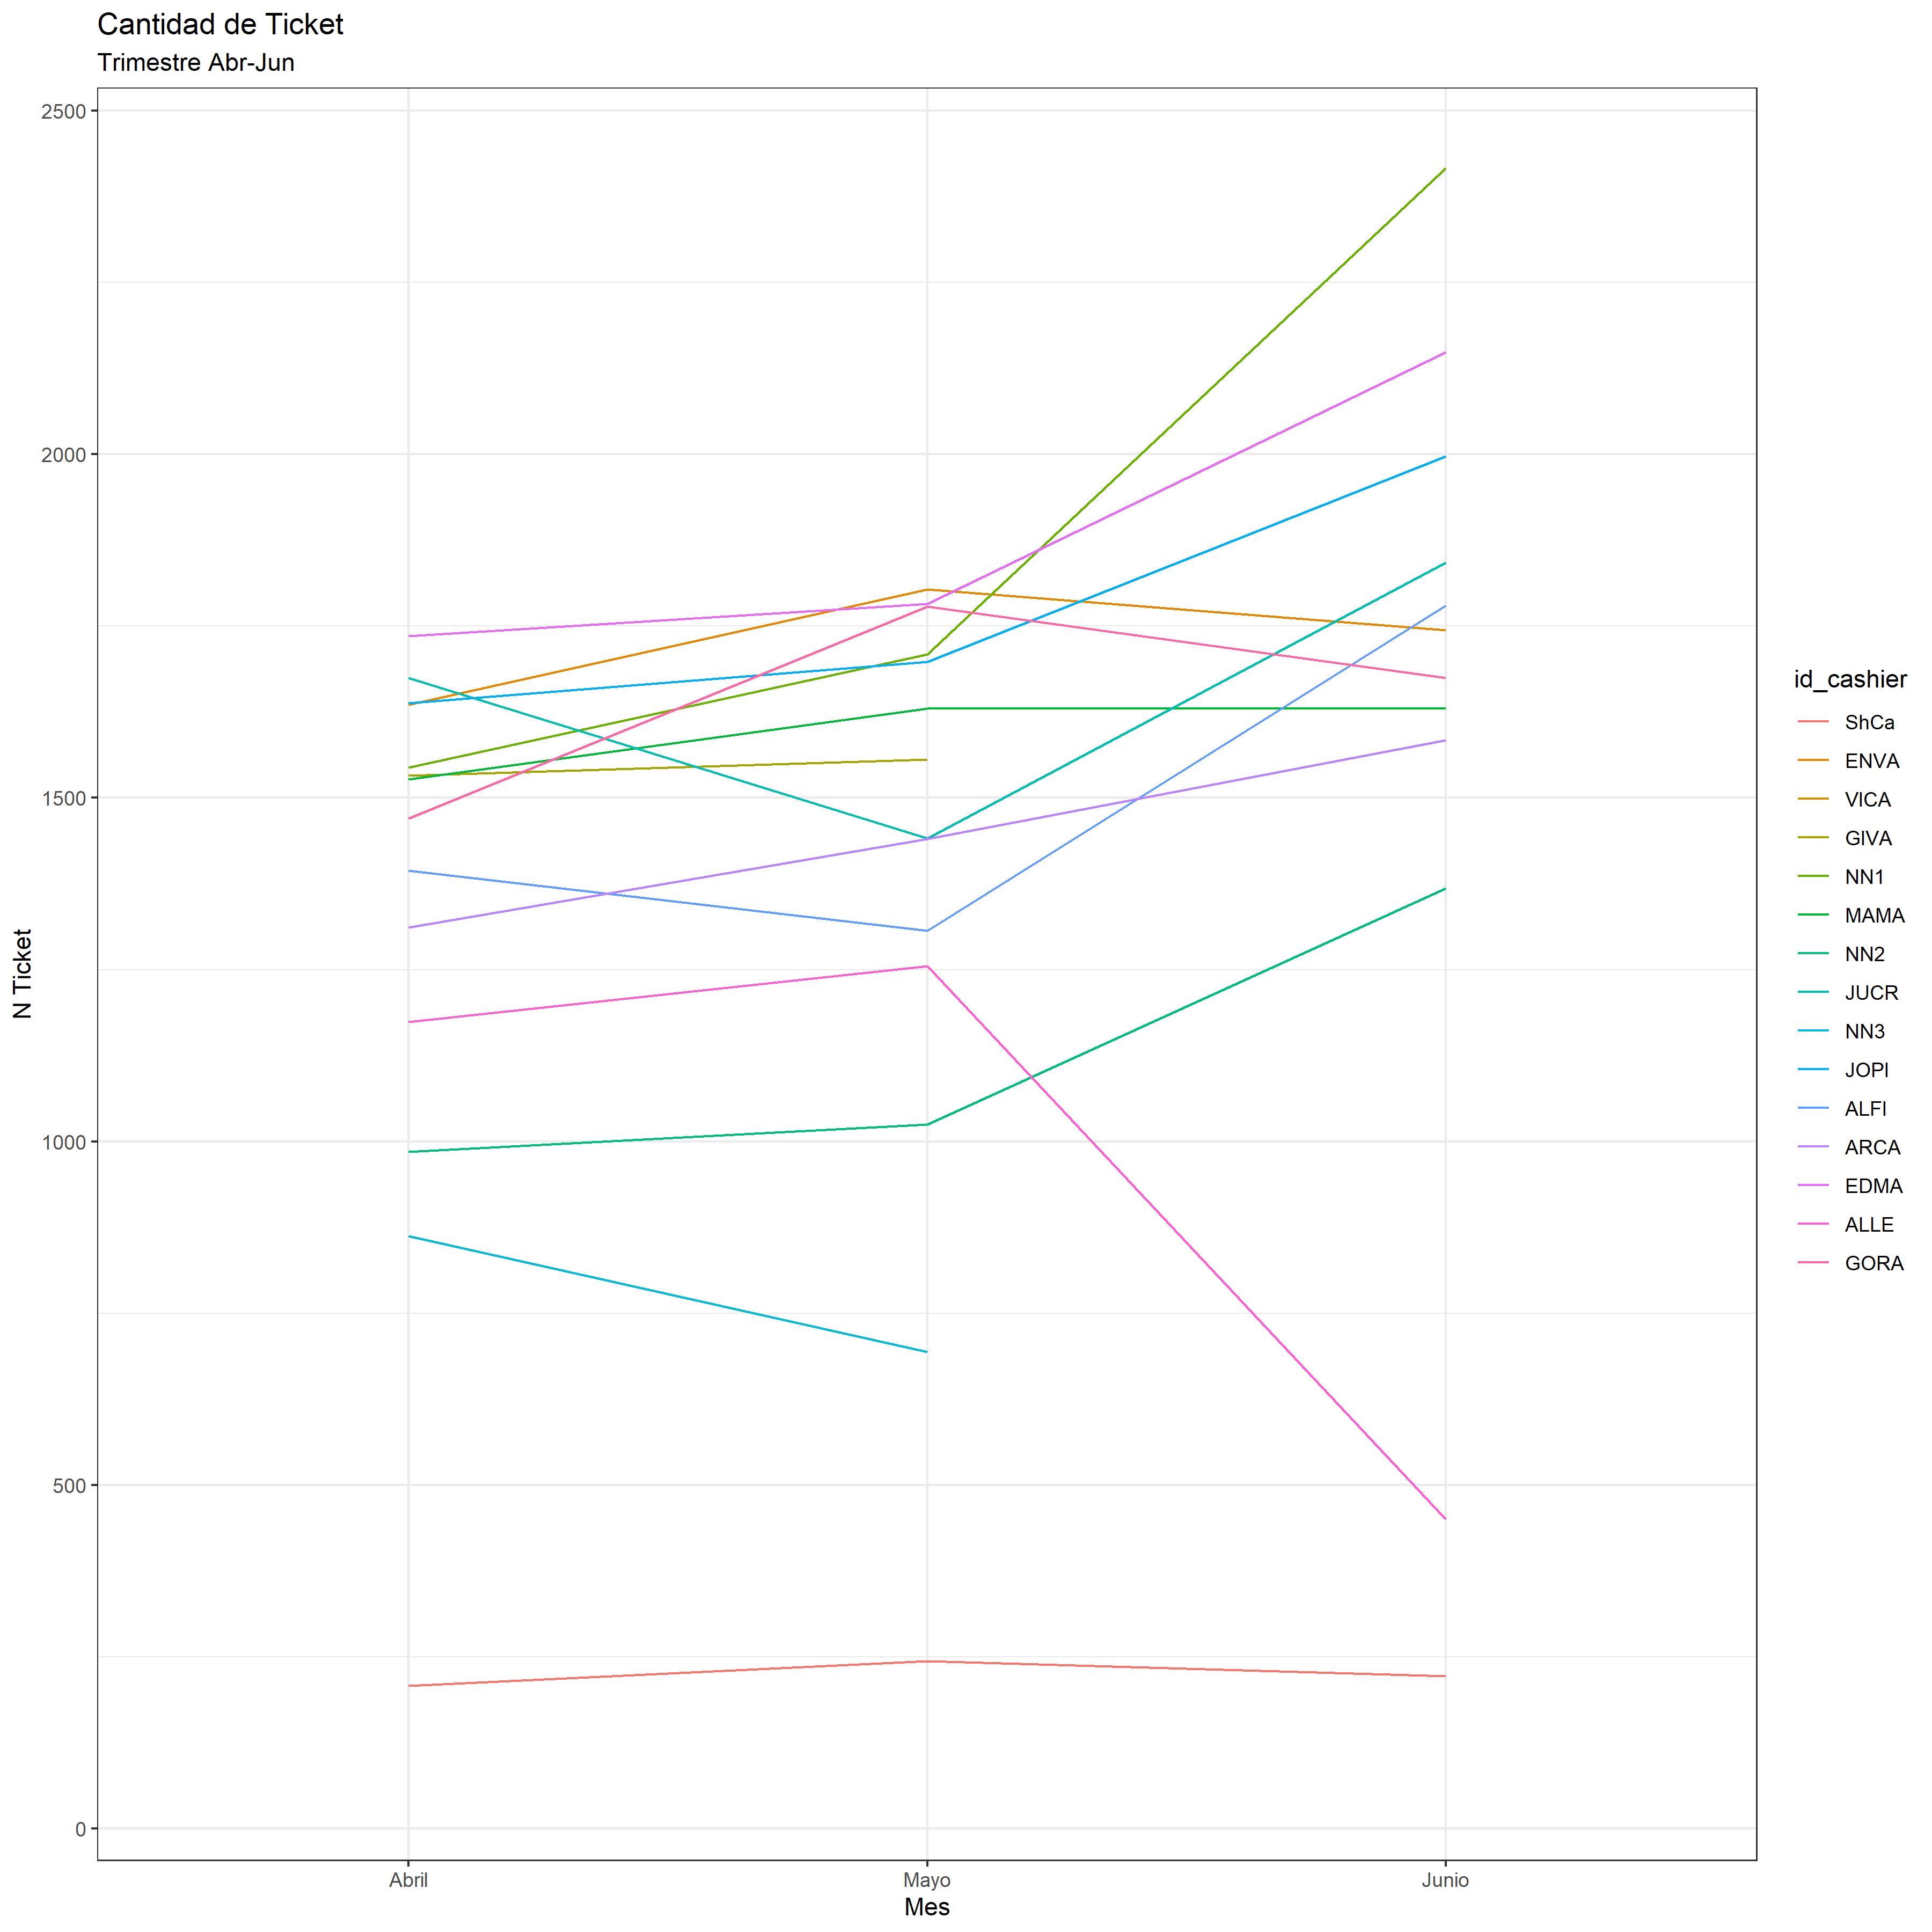 Cantidad de Ticket
Trimestre Abr-Jun
2500
2000
1500
1000
500
0
N Ticket
Abril Mayo Junio
Mes
id_cashier
ShCa
ENVA
VICA
GIVA
NN1
MAMA
NN2
JUCR
NN3
JOPI
ALFI
ARCA
EDMA
ALLE
GORA